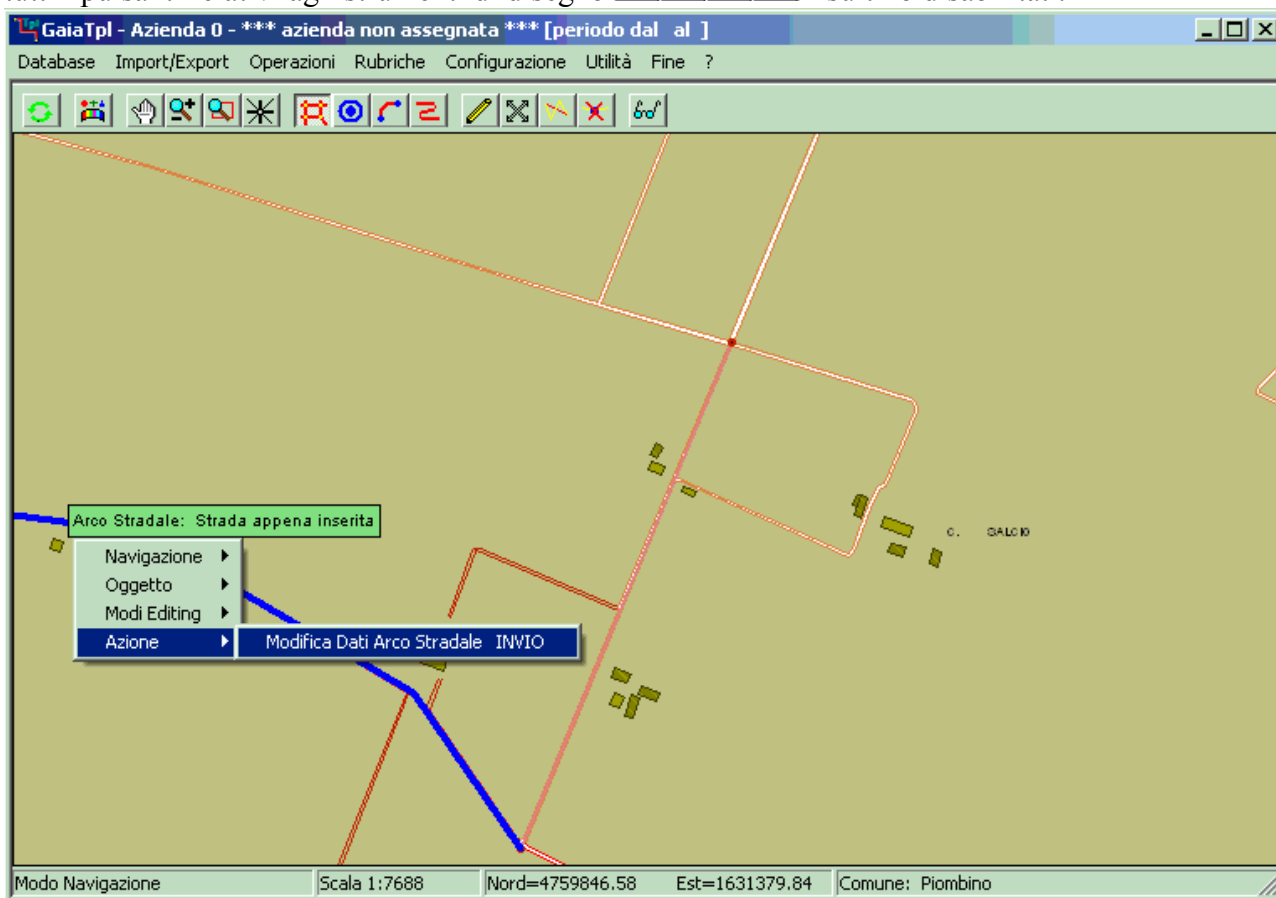 GaiaTpl - Azienda 0 - *** azienda non assegnata *** [periodo dal al ]
Database Import/Export Operazioni Rubriche Configurazione Utilità Fine ?
Arco Stradale: Strada appena inserita
C. SALCIO
Navigazione
Oggetto
Modi Editing
Azione Modifica Dati Arco Stradale INVIO
Modo Navigazione Scala 1:7688 Nord=4759846.58 Est=1631379.84 Comune: Piombino